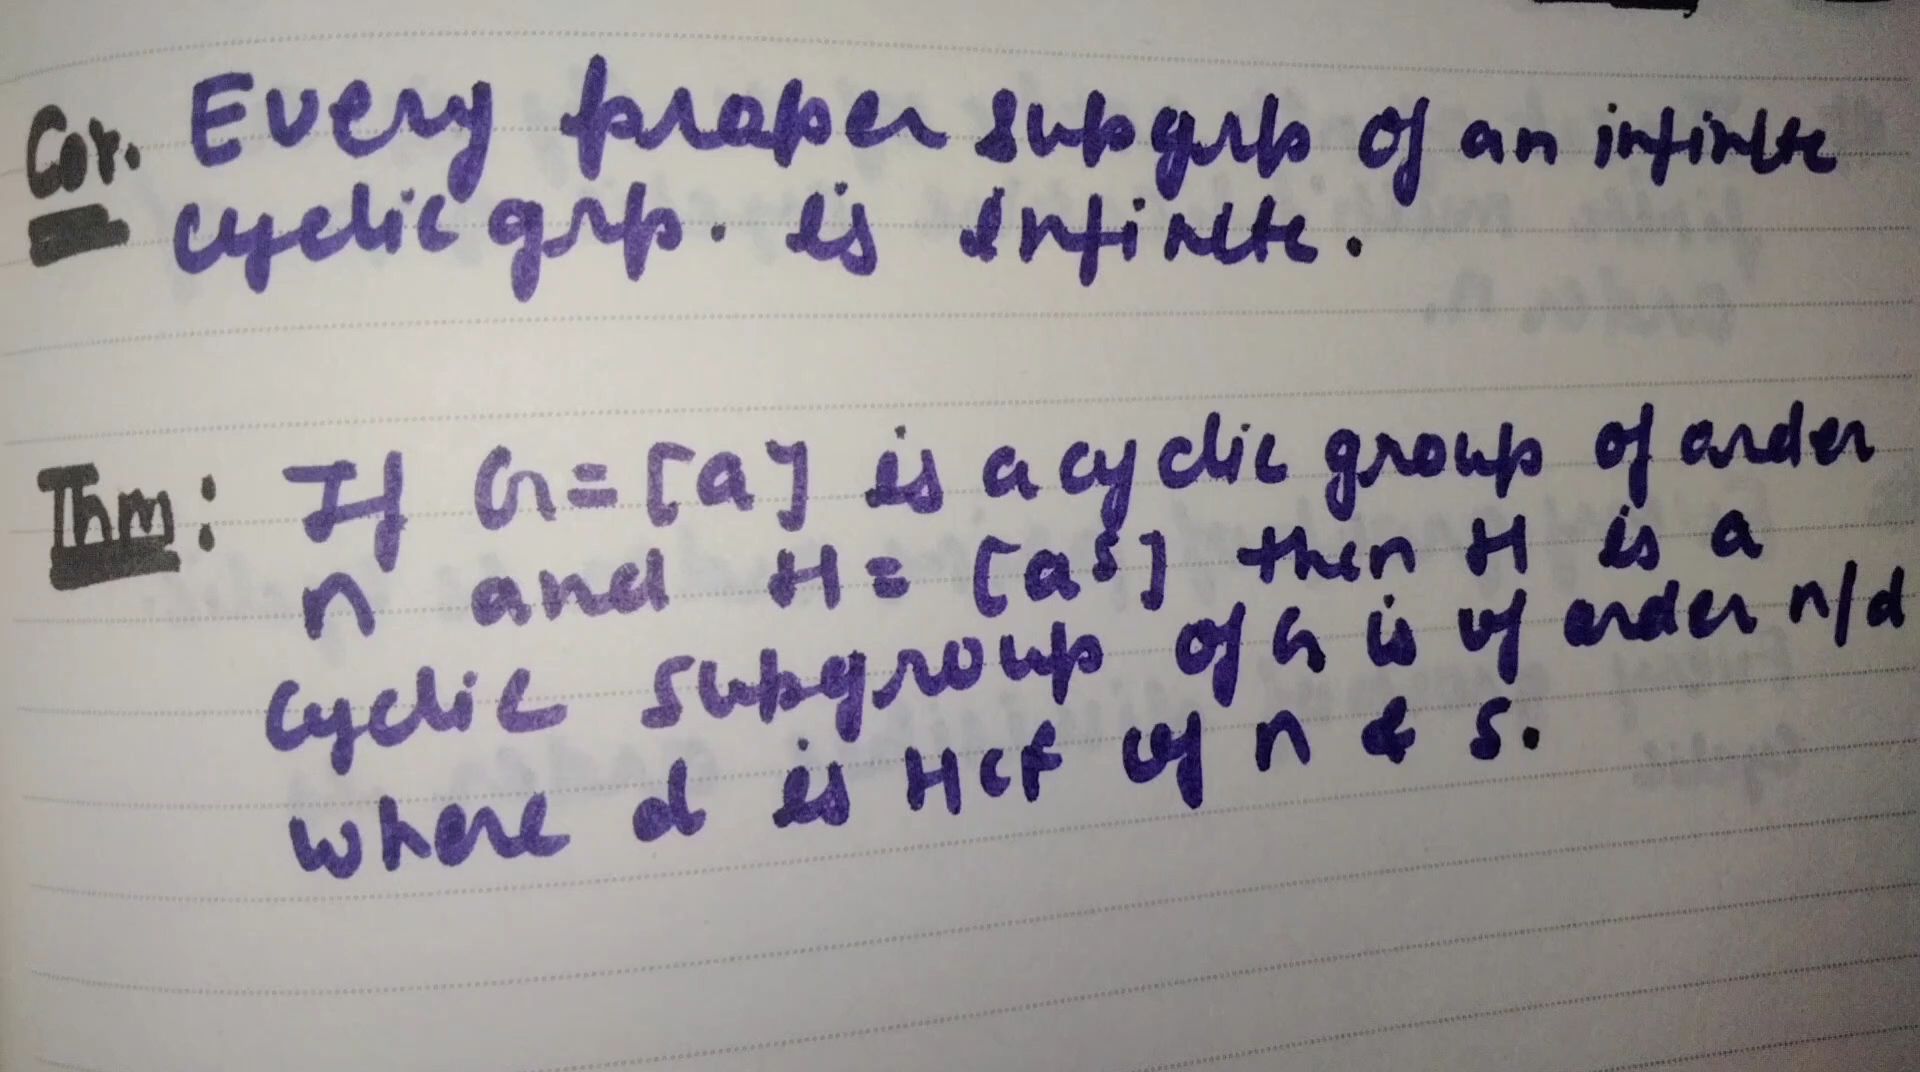 Cor. Every proper subgrp of an infinite
cyclic grp. is infinite.
Thm: If G=[a] is a cyclic group of order
n and H=[aˢ] then H is a
cyclic subgroup of G is of order n/d
where d is HCF of n & s.